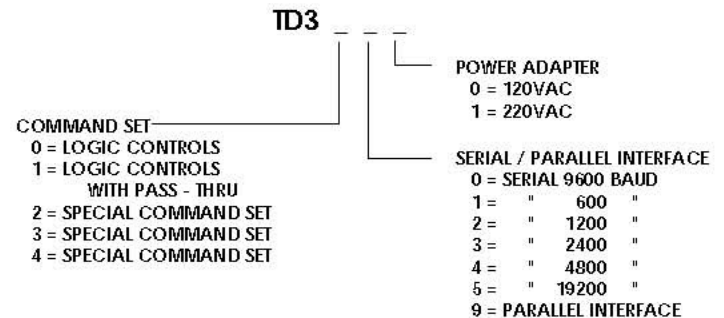 TD3 _ _ _
POWER ADAPTER
0 = 120VAC
1 = 220VAC
COMMAND SET
0 = LOGIC CONTROLS
1 = LOGIC CONTROLS
WITH PASS - THRU
2 = SPECIAL COMMAND SET
3 = SPECIAL COMMAND SET
4 = SPECIAL COMMAND SET
SERIAL / PARALLEL INTERFACE
0 = SERIAL 9600 BAUD
1 = " 600 "
2 = " 1200 "
3 = " 2400 "
4 = " 4800 "
5 = " 19200 "
9 = PARALLEL INTERFACE